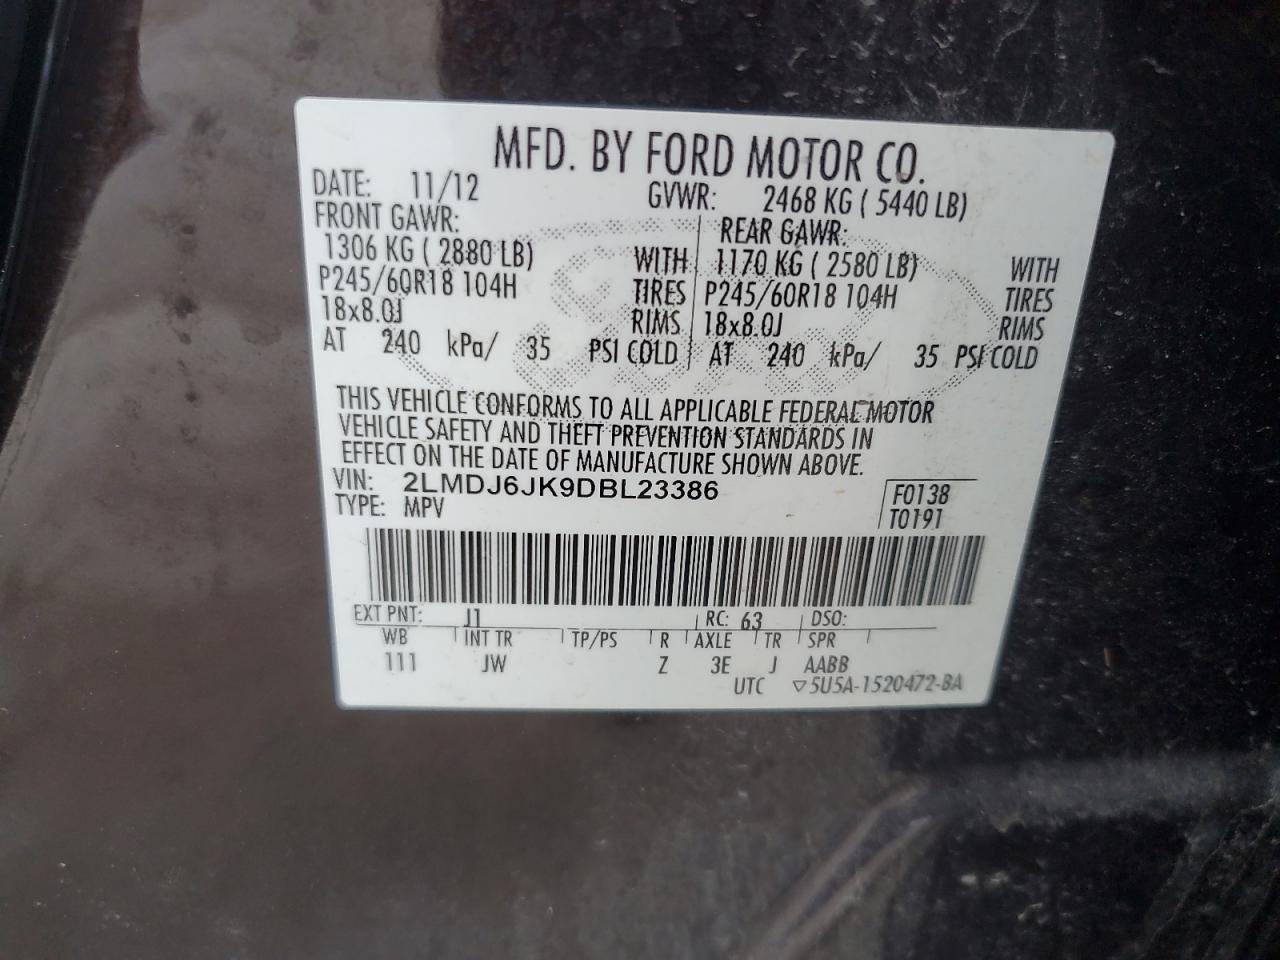 MFD. BY FORD MOTOR CO.
DATE: 11/12 GVWR: 2468 KG ( 5440 LB)
FRONT GAWR: REAR GAWR:
1306 KG ( 2880 LB) WITH 1170 KG ( 2580 LB) WITH
P245/60R18 104H TIRES P245/60R18 104H TIRES
18x8.0J RIMS 18x8.0J RIMS
AT 240 kPa/ 35 PSI COLD AT 240 kPa/ 35 PSI COLD
THIS VEHICLE CONFORMS TO ALL APPLICABLE FEDERAL MOTOR
VEHICLE SAFETY AND THEFT PREVENTION STANDARDS IN
EFFECT ON THE DATE OF MANUFACTURE SHOWN ABOVE.
VIN: 2LMDJ6JK9DBL23386 F0138
TYPE: MPV T0191
EXT PNT: J1 RC: 63 DSO:
WB INT TR TP/PS R AXLE TR SPR
111 JW Z 3E J AABB
UTC ▽5U5A-1520472-BA